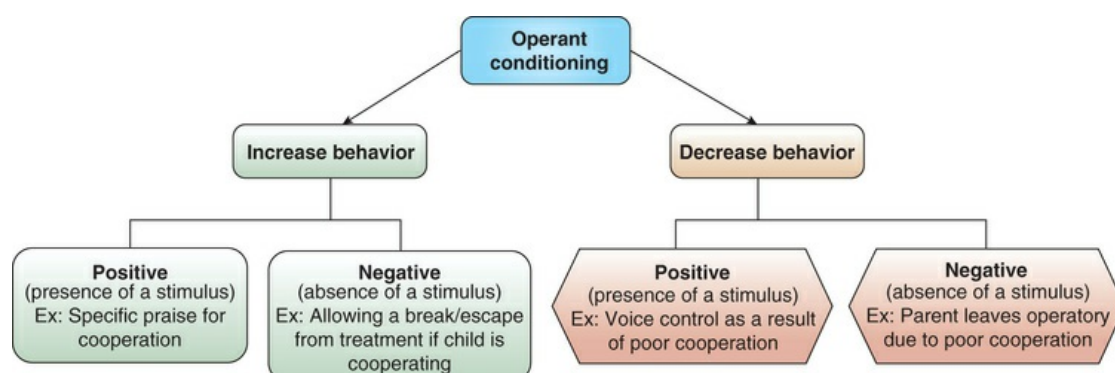 Operant
conditioning
Increase behavior
Decrease behavior
Positive
(presence of a stimulus)
Ex: Specific praise for
cooperation
Negative
(absence of a stimulus)
Ex: Allowing a break/escape
from treatment if child is
cooperating
Positive
(presence of a stimulus)
Ex: Voice control as a result
of poor cooperation
Negative
(absence of a stimulus)
Ex: Parent leaves operatory
due to poor cooperation